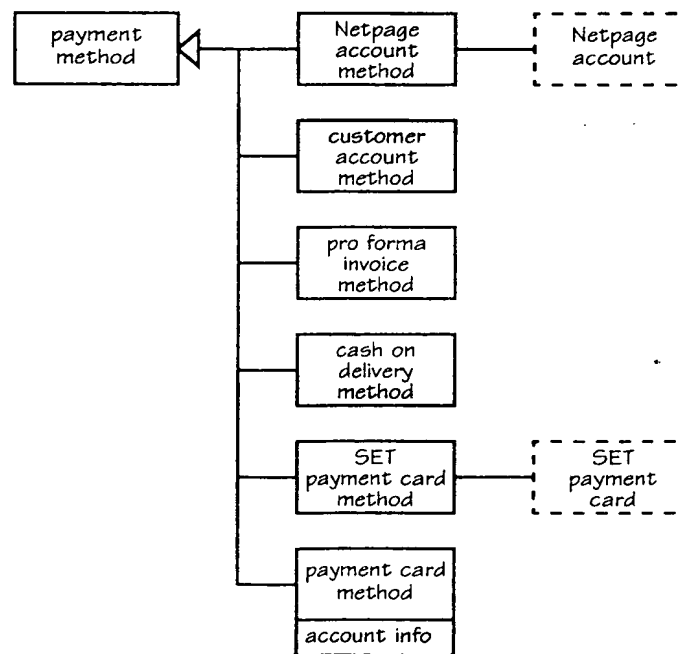 payment
method
Netpage
account
method
Netpage
account
customer
account
method
pro forma
invoice
method
cash on
delivery
method
SET
payment card
method
SET
payment
card
payment card
method
account info